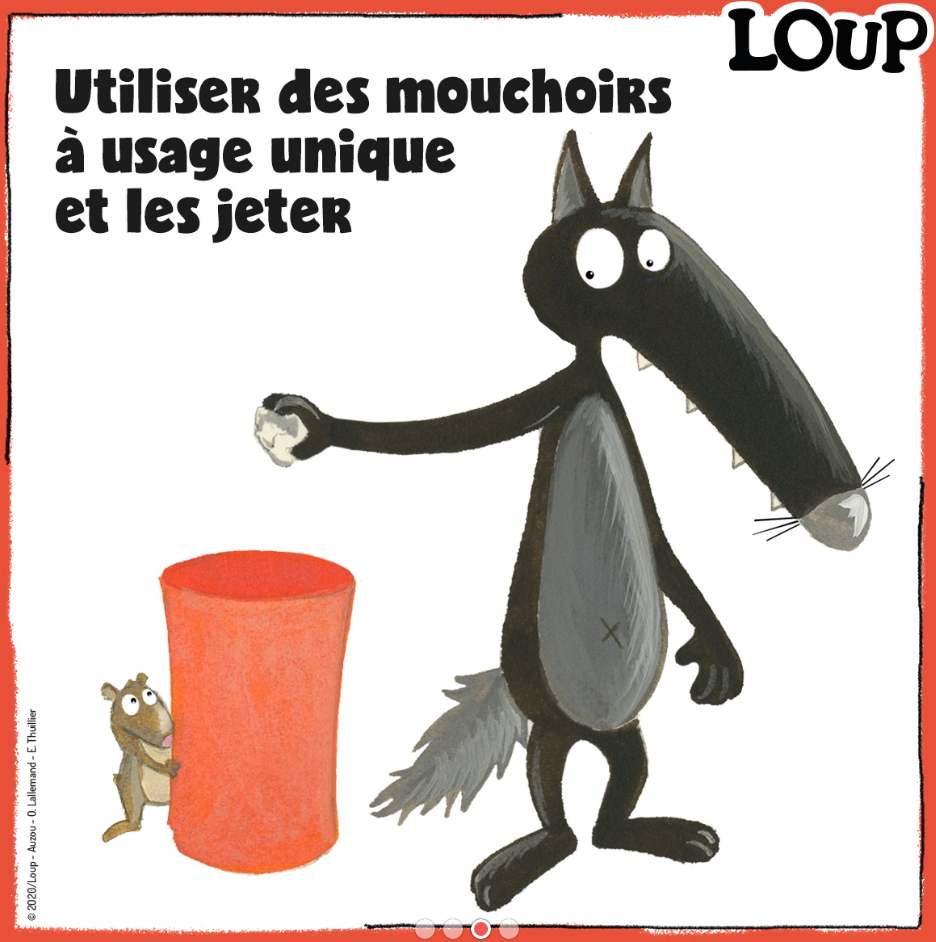 LOUP
Utiliser des mouchoirs
à usage unique
et les jeter
© 2020/Loup - Auzou - O. Lallemand - E. Thuillier